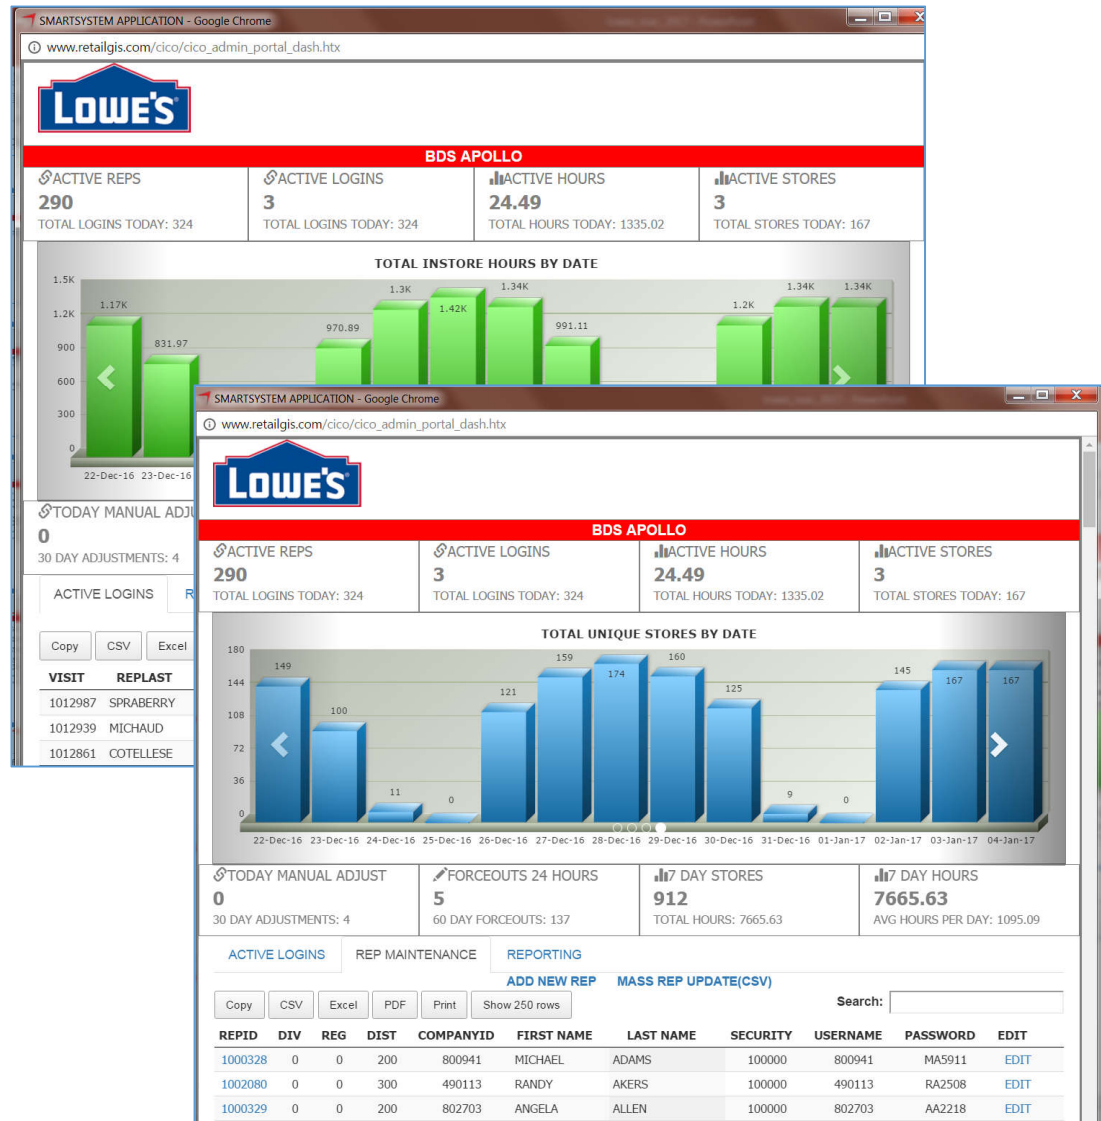 SMARTSYSTEM APPLICATION - Google Chrome
www.retailgis.com/cico/cico_admin_portal_dash.htx
LOWE'S
BDS APOLLO
ACTIVE REPS ACTIVE LOGINS ACTIVE HOURS ACTIVE STORES
290 3 24.49 3
TOTAL LOGINS TODAY: 324 TOTAL LOGINS TODAY: 324 TOTAL HOURS TODAY: 1335.02 TOTAL STORES TODAY: 167
TOTAL INSTORE HOURS BY DATE
1.5K
1.3K 1.34K 1.34K 1.34K
1.17K 1.42K 1.2K
1.2K
970.89 991.11
900 831.97
600
300
0
22-Dec-16 23-Dec-16
TODAY MANUAL ADJU
0
30 DAY ADJUSTMENTS: 4
ACTIVE LOGINS R
Copy CSV Excel
VISIT REPLAST
1012987 SPRABERRY
1012939 MICHAUD
1012861 COTELLESE
SMARTSYSTEM APPLICATION - Google Chrome
www.retailgis.com/cico/cico_admin_portal_dash.htx
LOWE'S
BDS APOLLO
ACTIVE REPS ACTIVE LOGINS ACTIVE HOURS ACTIVE STORES
290 3 24.49 3
TOTAL LOGINS TODAY: 324 TOTAL LOGINS TODAY: 324 TOTAL HOURS TODAY: 1335.02 TOTAL STORES TODAY: 167
TOTAL UNIQUE STORES BY DATE
180
149 159 174 160 145 167 167
144
121 125
108 100
72
36
11 0 9 0
0
22-Dec-16 23-Dec-16 24-Dec-16 25-Dec-16 26-Dec-16 27-Dec-16 28-Dec-16 29-Dec-16 30-Dec-16 31-Dec-16 01-Jan-17 02-Jan-17 03-Jan-17 04-Jan-17
TODAY MANUAL ADJUST FORCEOUTS 24 HOURS 7 DAY STORES 7 DAY HOURS
0 5 912 7665.63
30 DAY ADJUSTMENTS: 4 60 DAY FORCEOUTS: 137 TOTAL HOURS: 7665.63 AVG HOURS PER DAY: 1095.09
ACTIVE LOGINS REP MAINTENANCE REPORTING
ADD NEW REP MASS REP UPDATE(CSV)
Copy CSV Excel PDF Print Show 250 rows Search:
REPID DIV REG DIST COMPANYID FIRST NAME LAST NAME SECURITY USERNAME PASSWORD EDIT
1000328 0 0 200 800941 MICHAEL ADAMS 100000 800941 MA5911 EDIT
1002080 0 0 300 490113 RANDY AKERS 100000 490113 RA2508 EDIT
1000329 0 0 200 802703 ANGELA ALLEN 100000 802703 AA2218 EDIT